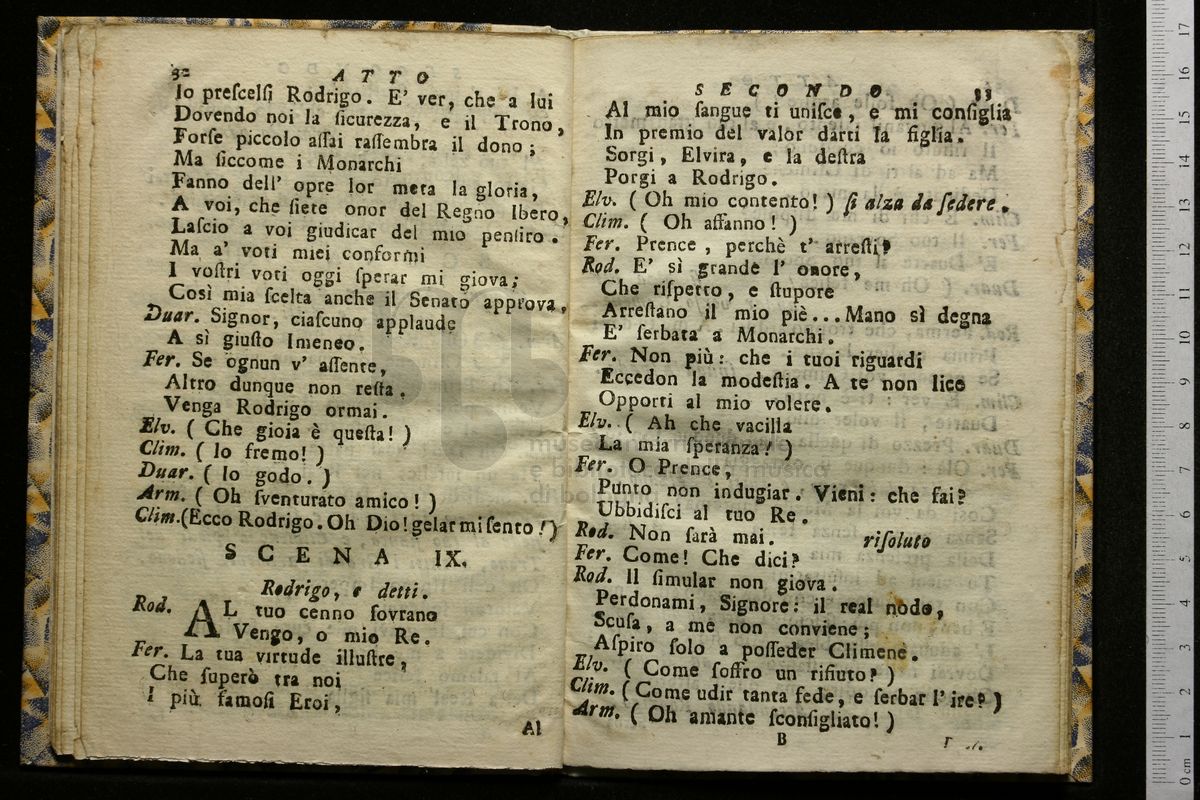 32 ATTO
Io preſcelſi Rodrigo. E' ver, che a lui
Dovendo noi la ſicurezza, e il Trono,
Forſe piccolo aſſai raſſembra il dono;
Ma ſiccome i Monarchi
Fanno dell' opre lor meta la gloria,
A voi, che ſiete onor del Regno Ibero,
Laſcio a voi giudicar del mio penſiro.
Ma a' voti miei conformi
I voſtri voti oggi ſperar mi giova;
Così mia ſcelta anche il Senato approva,
Duar. Signor, ciaſcuno applaude
A sì giuſto Imeneo.
Fer. Se ognun v' aſſente,
Altro dunque non reſta.
Venga Rodrigo ormai.
Elv. ( Che gioia è queſta! )
Clim. ( Io fremo! )
Duar. ( Io godo. )
Arm. ( Oh ſventurato amico! )
Clim.(Ecco Rodrigo. Oh Dio! gelar mi ſento!)
SCENA IX.
Rodrigo, e detti.
Rod. AL tuo cenno ſovrano
Vengo, o mio Re.
Fer. La tua virtude illuſtre,
Che ſuperò tra noi
I più famoſi Eroi,
Al
SECONDO 33
Al mio ſangue ti uniſce, e mi conſiglia
In premio del valor darti la figlia.
Sorgi, Elvira, e la deſtra
Porgi a Rodrigo.
Elv. ( Oh mio contento! ) ſi alza da ſedere.
Clim. ( Oh affanno! )
Fer. Prence, perchè t' arreſti?
Rod. E' sì grande l' onore,
Che riſpetto, e ſtupore
Arreſtano il mio piè... Mano sì degna
E' ſerbata a Monarchi.
Fer. Non più: che i tuoi riguardi
Eccedon la modeſtia. A te non lice
Opporti al mio volere.
Elv. ( Ah che vacilla
La mia ſperanza! )
Fer. O Prence,
Punto non indugiar. Vieni: che fai?
Ubbidiſci al tuo Re.
Rod. Non ſarà mai. riſoluto
Fer. Come! Che dici?
Rod. Il ſimular non giova.
Perdonami, Signore: il real nodo,
Scuſa, a me non conviene;
Aſpiro ſolo a poſſeder Climene.
Elv. ( Come ſoffro un rifiuto? )
Clim. ( Come udir tanta fede, e ſerbar l' ire? )
Arm. ( Oh amante ſconſigliato! )
B